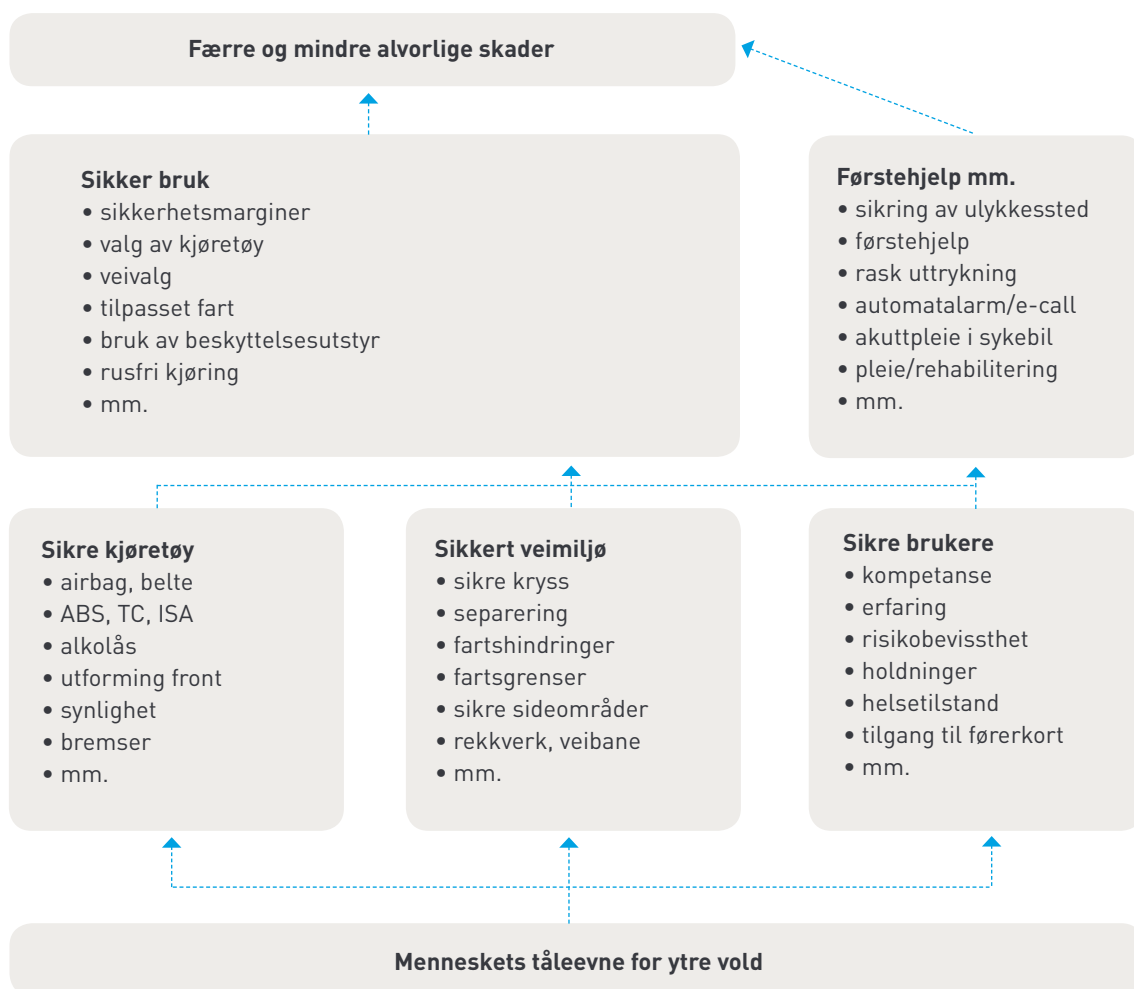 Færre og mindre alvorlige skader
Sikker bruk
• sikkerhetsmarginer
• valg av kjøretøy
• veivalg
• tilpasset fart
• bruk av beskyttelsesutstyr
• rusfri kjøring
• mm.
Førstehjelp mm.
• sikring av ulykkessted
• førstehjelp
• rask uttrykning
• automatalarm/e-call
• akuttpleie i sykebil
• pleie/rehabilitering
• mm.
Sikre kjøretøy
• airbag, belte
• ABS, TC, ISA
• alkolås
• utforming front
• synlighet
• bremser
• mm.
Sikkert veimiljø
• sikre kryss
• separering
• fartshindringer
• fartsgrenser
• sikre sideområder
• rekkverk, veibane
• mm.
Sikre brukere
• kompetanse
• erfaring
• risikobevissthet
• holdninger
• helsetilstand
• tilgang til førerkort
• mm.
Menneskets tåleevne for ytre vold